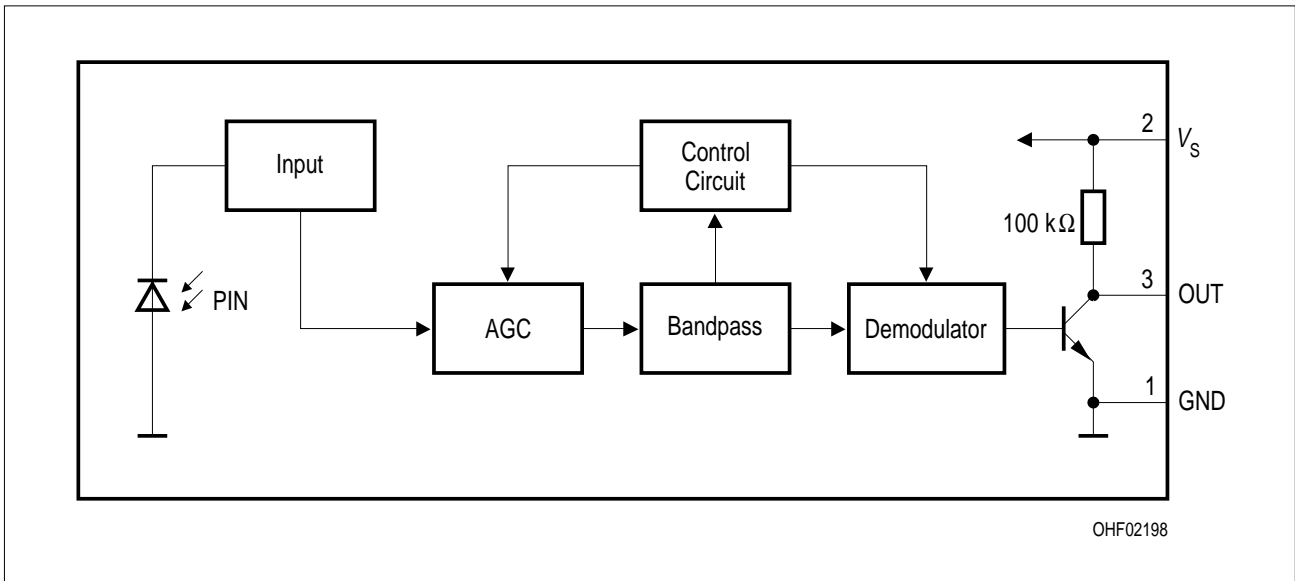 Input
Control
Circuit
2
V_S
100 kΩ
PIN
AGC
Bandpass
Demodulator
3
OUT
1
GND
OHF02198